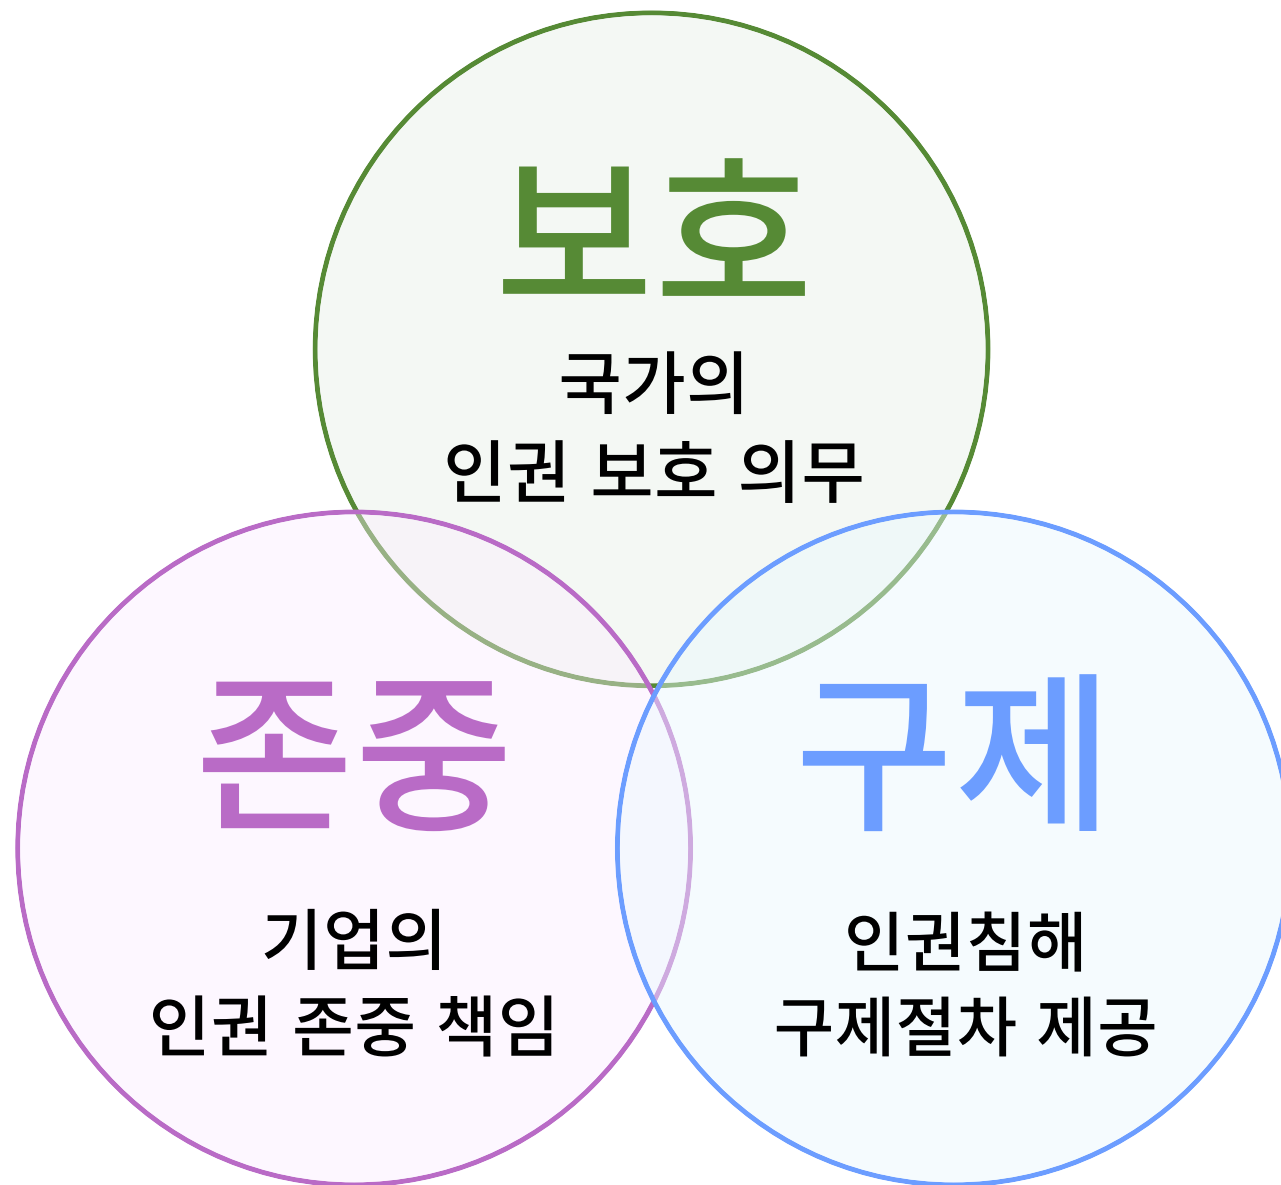 보호
국가의
인권 보호 의무
존중
기업의
인권 존중 책임
구제
인권침해
구제절차 제공